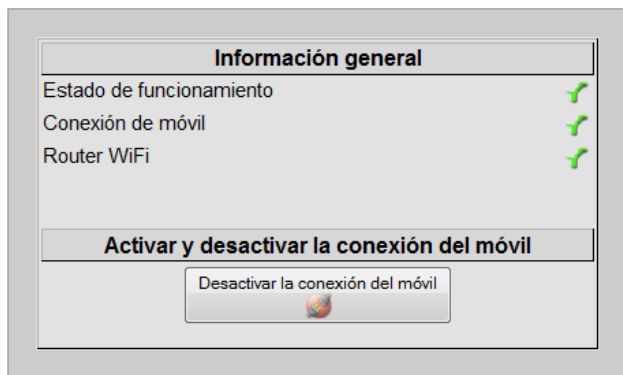 Información general
Estado de funcionamiento
Conexión de móvil
Router WiFi
Activar y desactivar la conexión del móvil
Desactivar la conexión del móvil